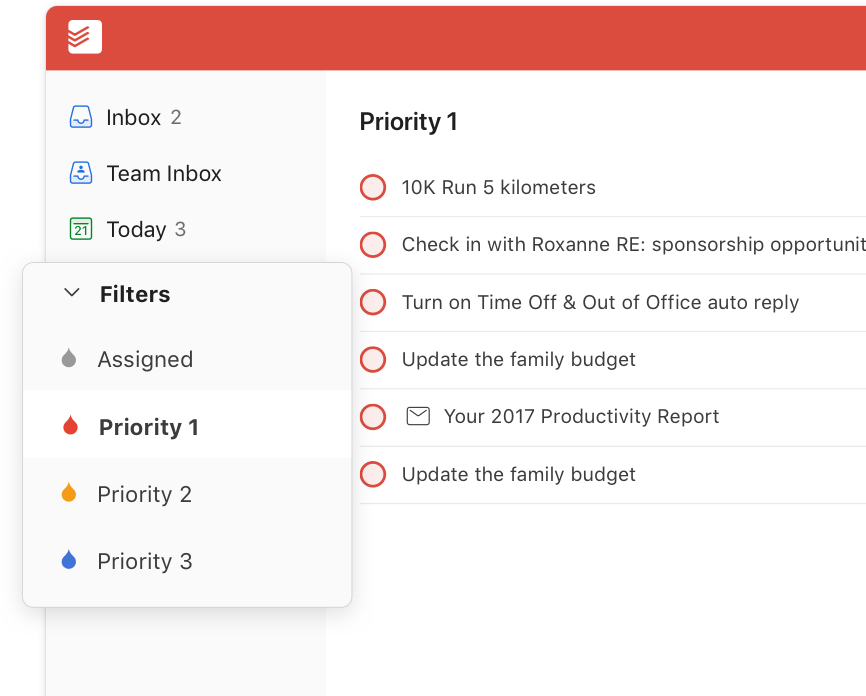 Inbox 2
Team Inbox
21
Today 3
Filters
Assigned
Priority 1
Priority 2
Priority 3
Priority 1
10K Run 5 kilometers
Check in with Roxanne RE: sponsorship opportunit
Turn on Time Off & Out of Office auto reply
Update the family budget
Your 2017 Productivity Report
Update the family budget